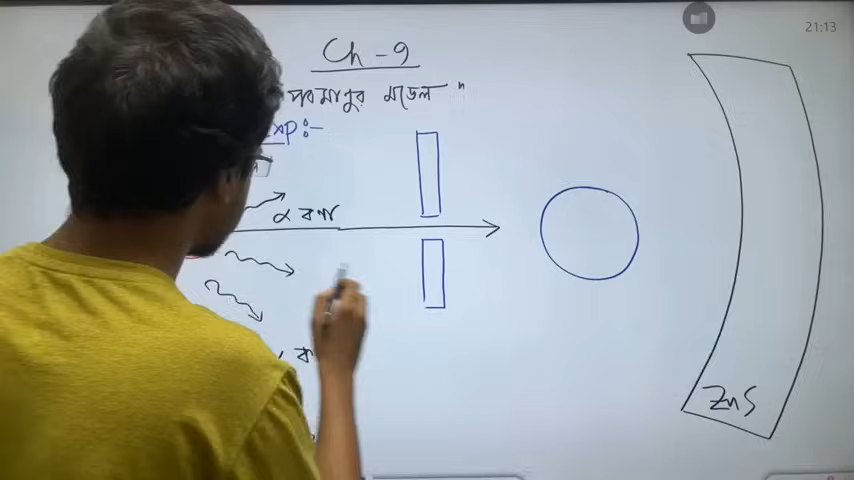 Ch - 9
21:13
পরমাণুর মডেল "
Exp:-
α কণা
ZnS